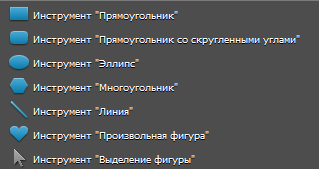 Инструмент "Прямоугольник"
Инструмент "Прямоугольник со скругленными углами"
Инструмент "Эллипс"
Инструмент "Многоугольник"
Инструмент "Линия"
Инструмент "Произвольная фигура"
Инструмент "Выделение фигуры"